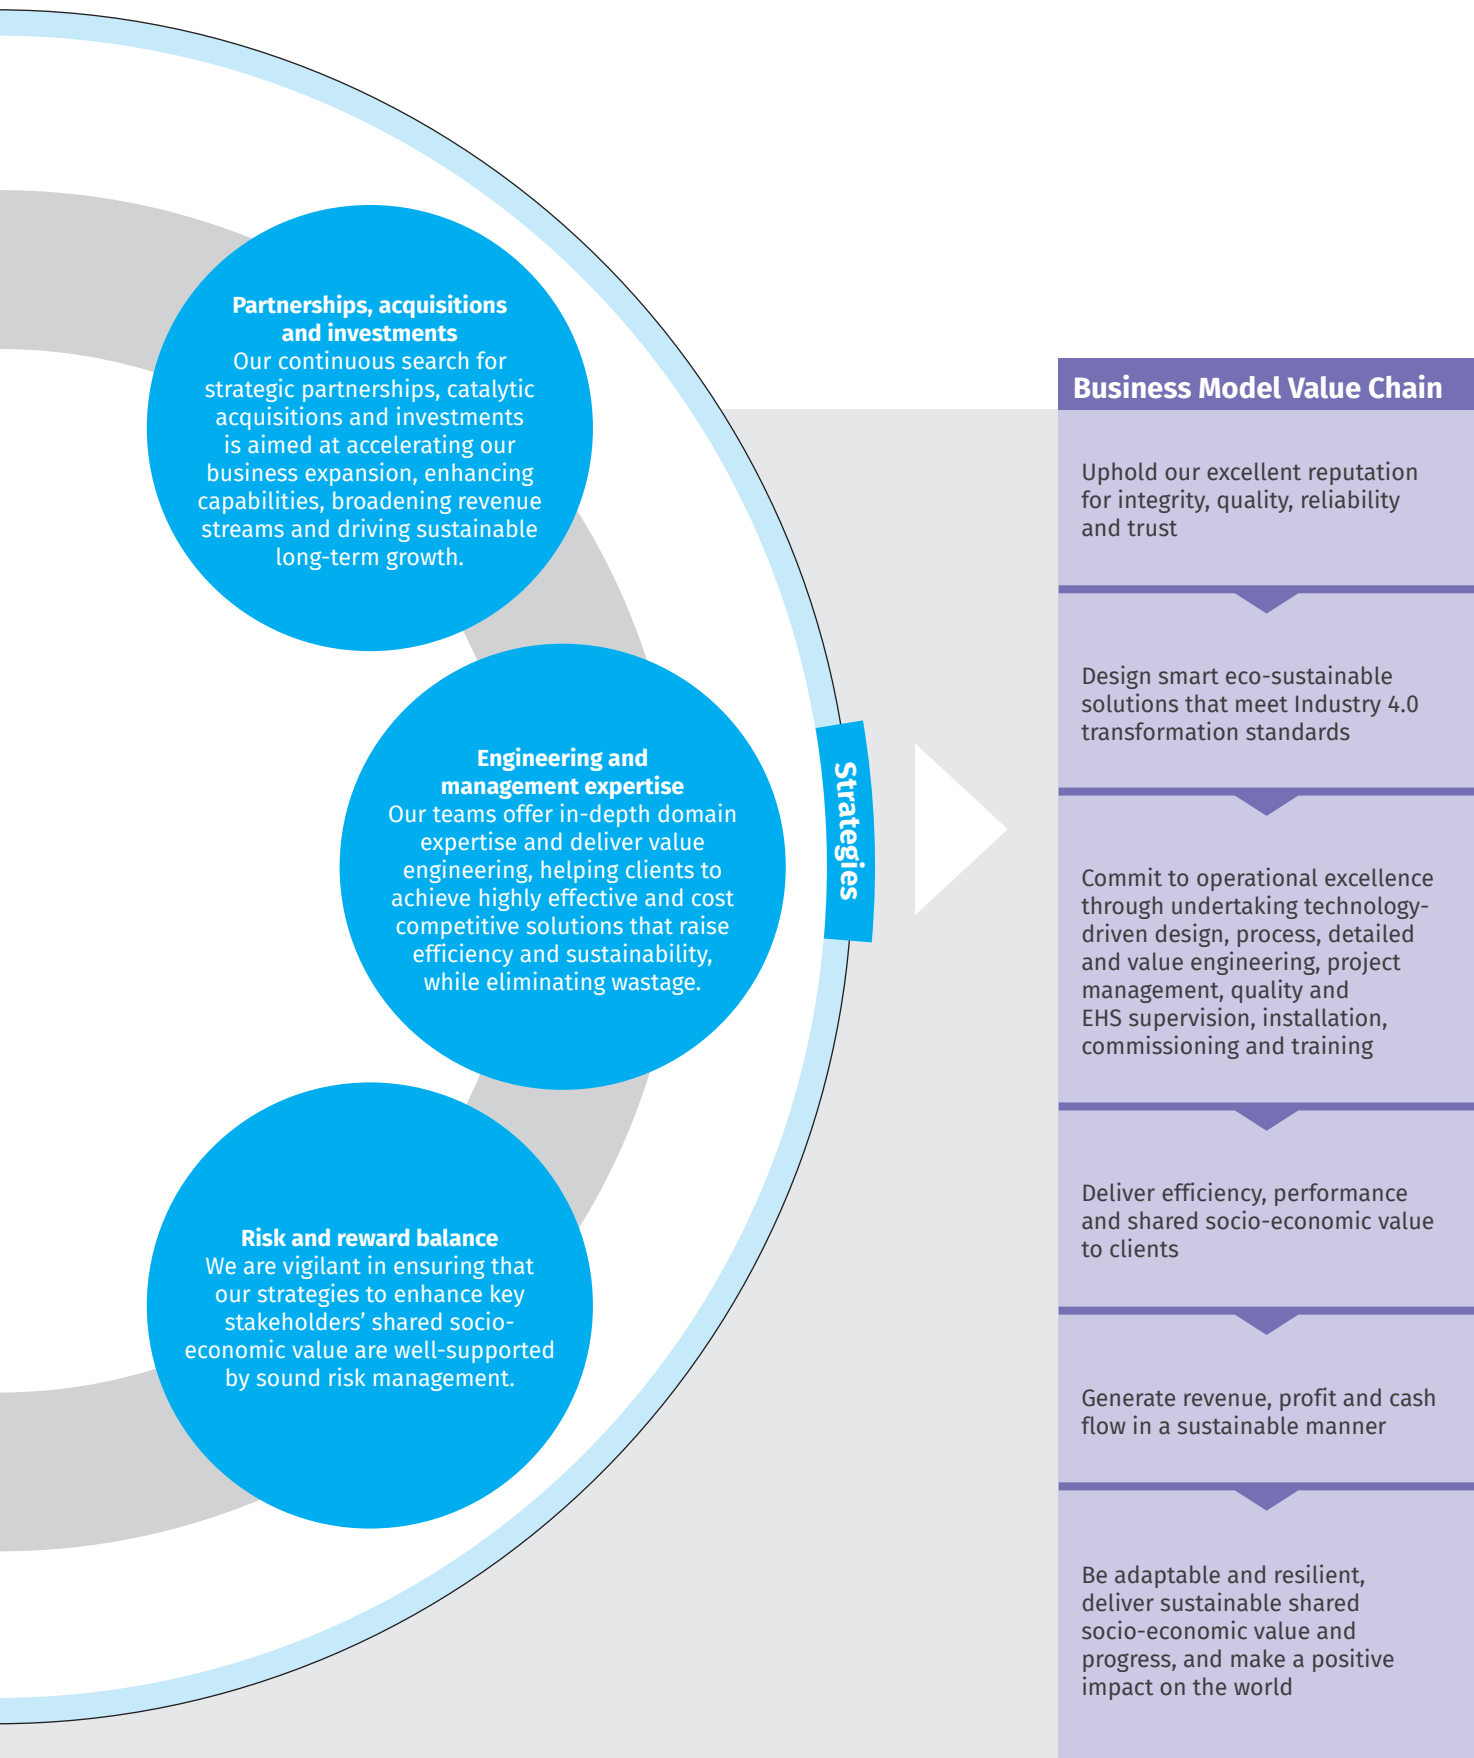 Partnerships, acquisitions
and investments
Our continuous search for
strategic partnerships, catalytic
acquisitions and investments
is aimed at accelerating our
business expansion, enhancing
capabilities, broadening revenue
streams and driving sustainable
long-term growth.
Engineering and
management expertise
Our teams offer in-depth domain
expertise and deliver value
engineering, helping clients to
achieve highly effective and cost
competitive solutions that raise
efficiency and sustainability,
while eliminating wastage.
Risk and reward balance
We are vigilant in ensuring that
our strategies to enhance key
stakeholders’ shared socio-
economic value are well-supported
by sound risk management.
Strategies
Business Model Value Chain
Uphold our excellent reputation
for integrity, quality, reliability
and trust
Design smart eco-sustainable
solutions that meet Industry 4.0
transformation standards
Commit to operational excellence
through undertaking technology-
driven design, process, detailed
and value engineering, project
management, quality and
EHS supervision, installation,
commissioning and training
Deliver efficiency, performance
and shared socio-economic value
to clients
Generate revenue, profit and cash
flow in a sustainable manner
Be adaptable and resilient,
deliver sustainable shared
socio-economic value and
progress, and make a positive
impact on the world